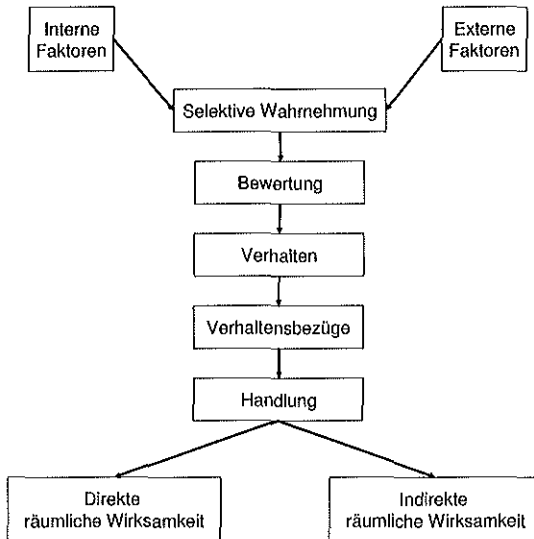 Interne
Faktoren
Externe
Faktoren
Selektive Wahrnehmung
Bewertung
Verhalten
Verhaltensbezüge
Handlung
Direkte
räumliche Wirksamkeit
Indirekte
räumliche Wirksamkeit